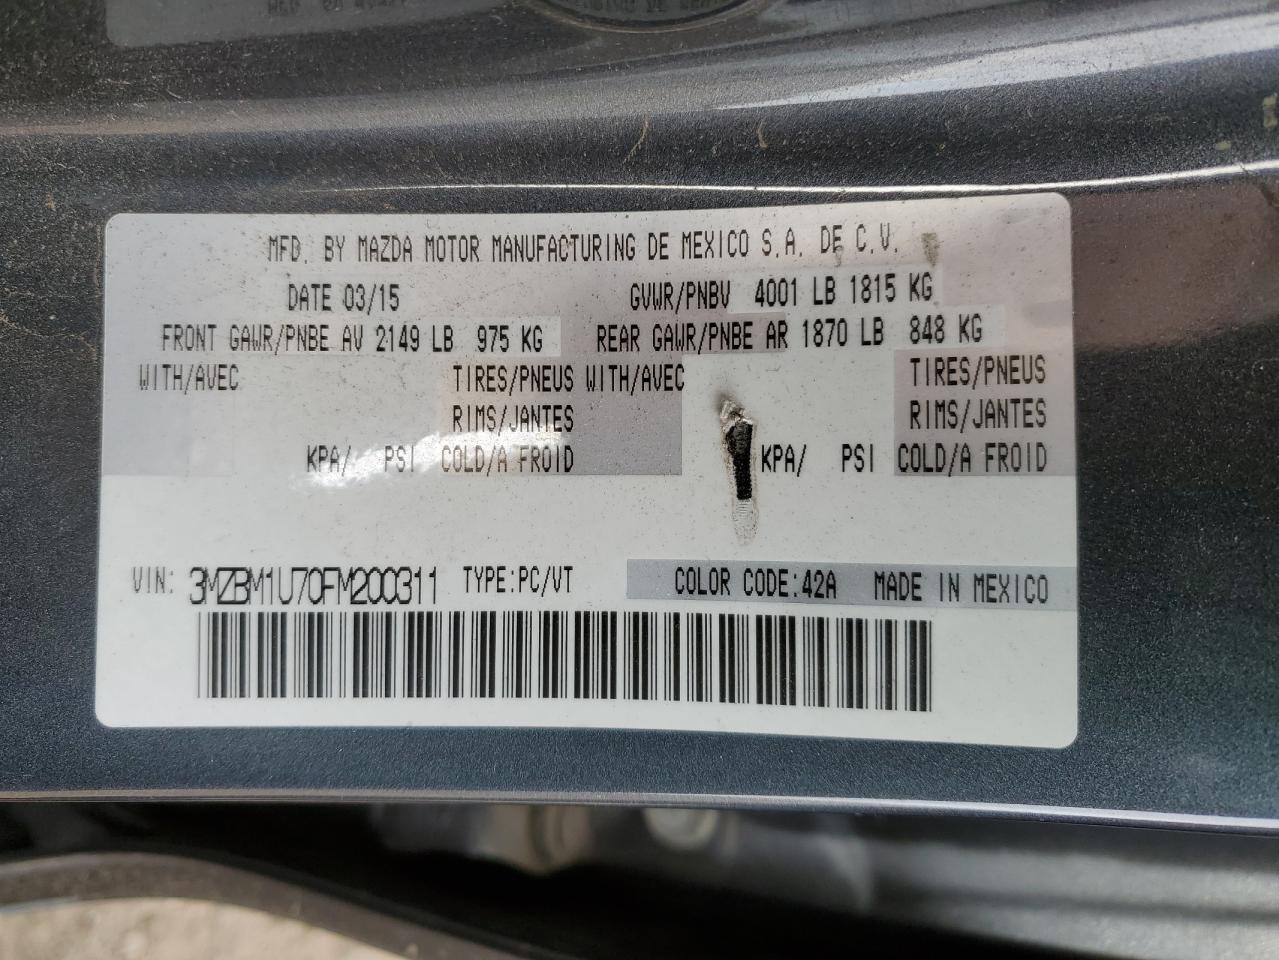 MFD. BY MAZDA MOTOR MANUFACTURING DE MEXICO S.A. DE C.V.
DATE 03/15 GVWR/PNBV 4001 LB 1815 KG
FRONT GAWR/PNBE AV 2149 LB 975 KG REAR GAWR/PNBE AR 1870 LB 848 KG
WITH/AVEC TIRES/PNEUS WITH/AVEC TIRES/PNEUS
RIMS/JANTES RIMS/JANTES
KPA/ PSI COLD/A FROID KPA/ PSI COLD/A FROID
VIN: 3MZBM1U70FM200311 TYPE:PC/VT COLOR CODE:42A MADE IN MEXICO